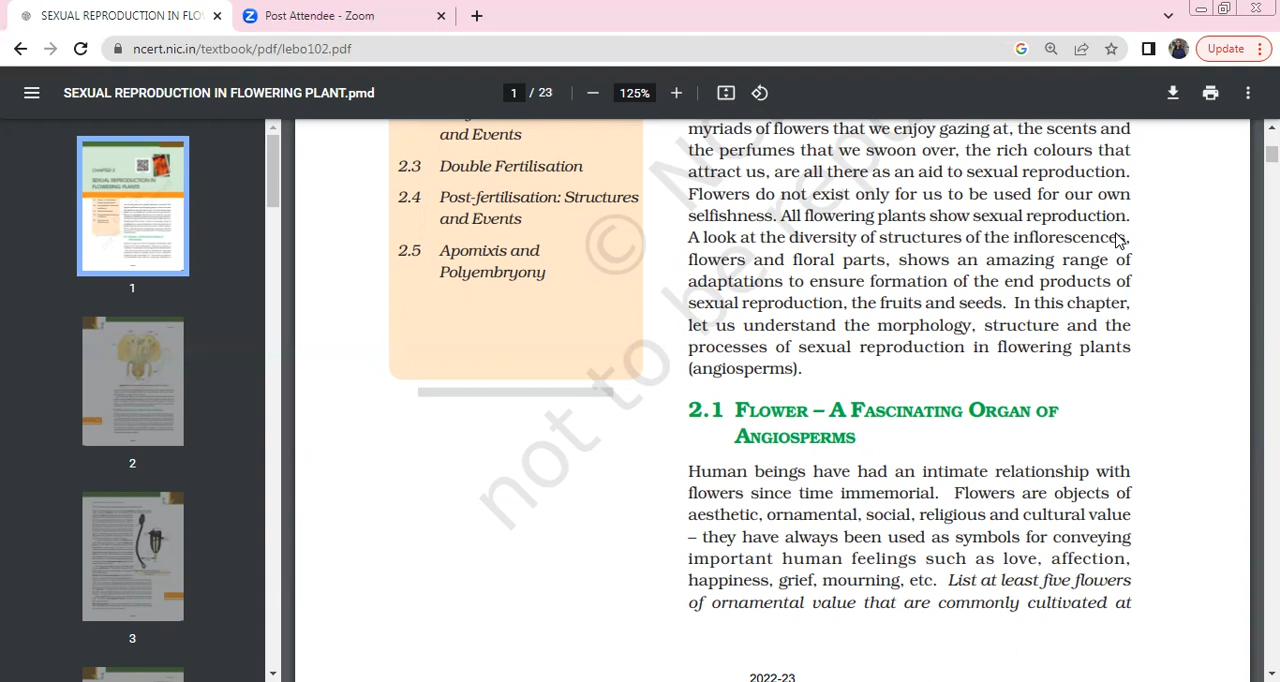 SEXUAL REPRODUCTION IN FLO
Post Attendee - Zoom
ncert.nic.in/textbook/pdf/lebo102.pdf
Update
SEXUAL REPRODUCTION IN FLOWERING PLANT.pmd
1 / 23
125%
1
2
3
and Events
2.3 Double Fertilisation
2.4 Post-fertilisation: Structures
and Events
2.5 Apomixis and
Polyembryony
myriads of flowers that we enjoy gazing at, the scents and
the perfumes that we swoon over, the rich colours that
attract us, are all there as an aid to sexual reproduction.
Flowers do not exist only for us to be used for our own
selfishness. All flowering plants show sexual reproduction.
A look at the diversity of structures of the inflorescences,
flowers and floral parts, shows an amazing range of
adaptations to ensure formation of the end products of
sexual reproduction, the fruits and seeds. In this chapter,
let us understand the morphology, structure and the
processes of sexual reproduction in flowering plants
(angiosperms).
2.1 FLOWER – A FASCINATING ORGAN OF
ANGIOSPERMS
Human beings have had an intimate relationship with
flowers since time immemorial. Flowers are objects of
aesthetic, ornamental, social, religious and cultural value
– they have always been used as symbols for conveying
important human feelings such as love, affection,
happiness, grief, mourning, etc. List at least five flowers
of ornamental value that are commonly cultivated at
2022-23
© NC
not to be re